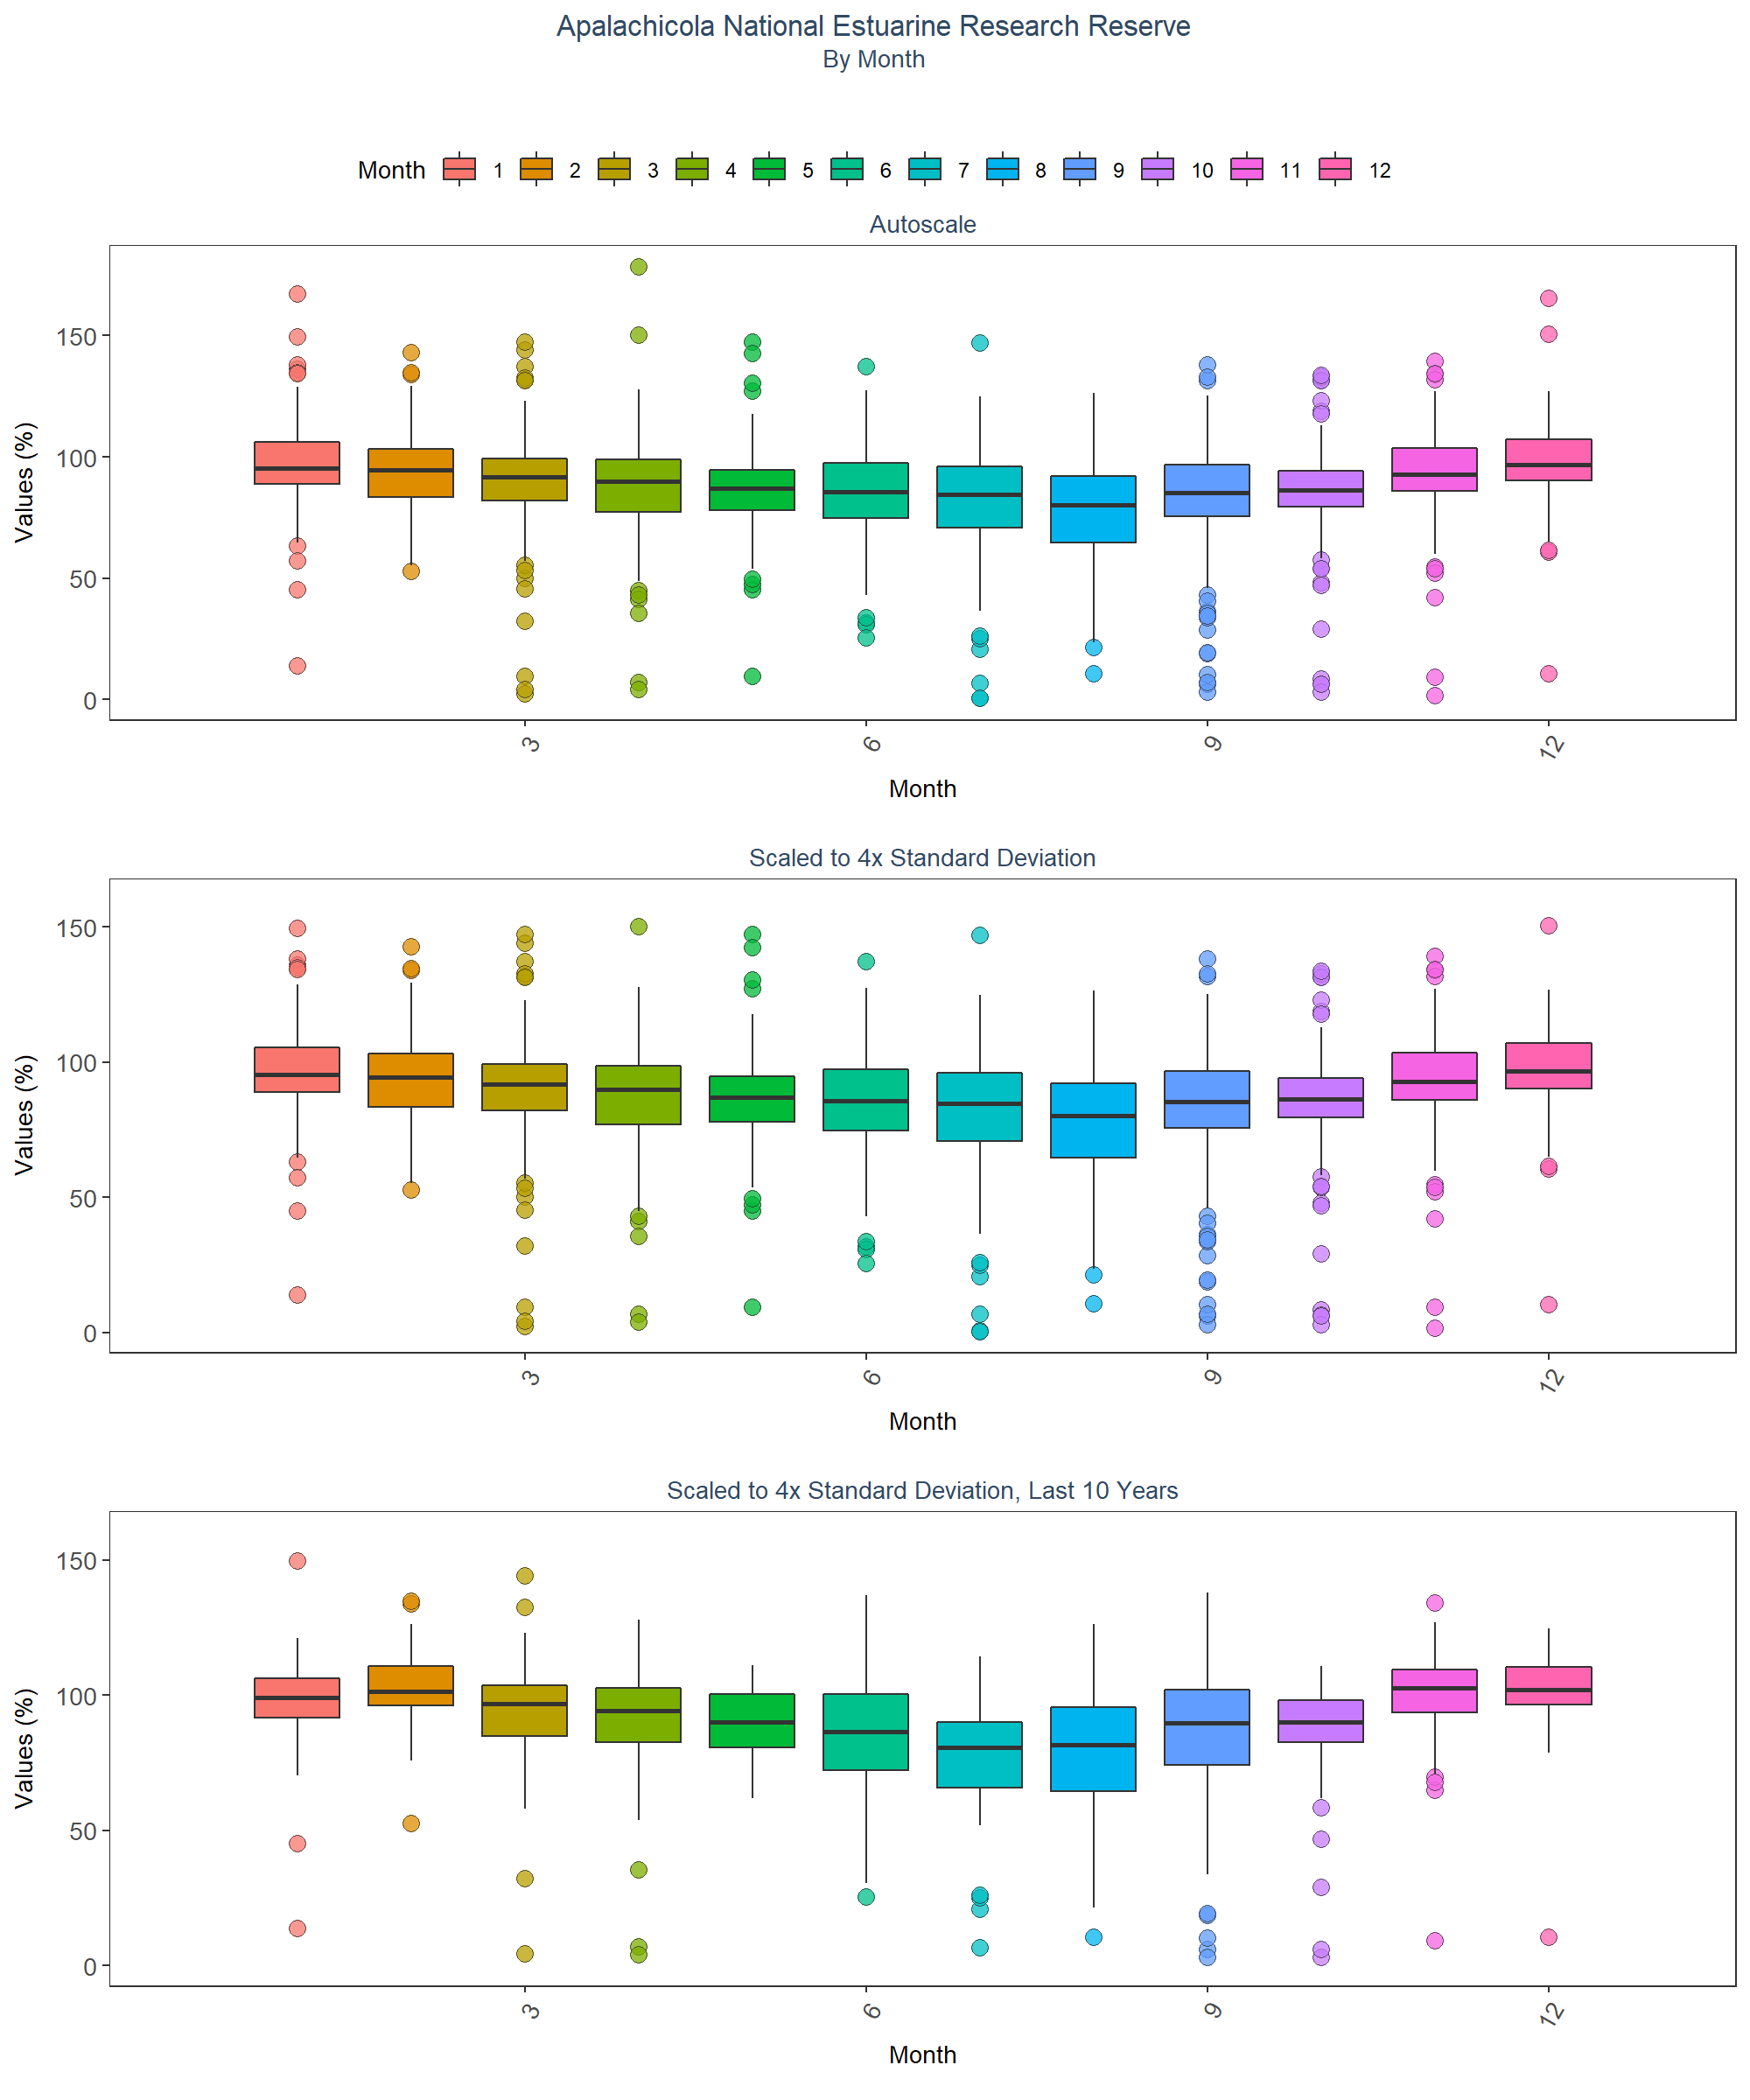 Apalachicola National Estuarine Research Reserve
By Month
Month 1 2 3 4 5 6 7 8 9 10 11 12
Autoscale
Values (%)
150
100
50
0
3 6 9 12
Month
Scaled to 4x Standard Deviation
Values (%)
150
100
50
0
3 6 9 12
Month
Scaled to 4x Standard Deviation, Last 10 Years
Values (%)
150
100
50
0
3 6 9 12
Month